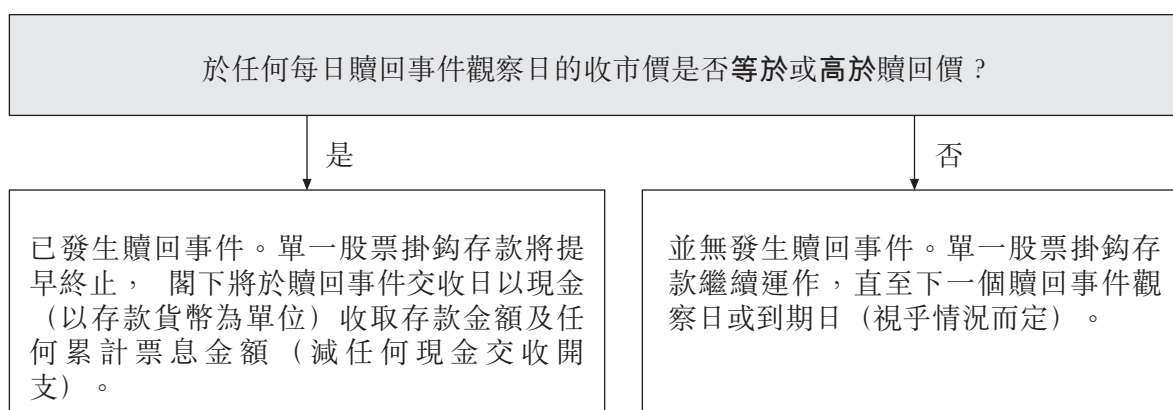 於任何每日贖回事件觀察日的收市價是否等於或高於贖回價?
是
否
已發生贖回事件。單一股票掛鈎存款將提
早終止， 閣下將於贖回事件交收日以現金
（以存款貨幣為單位）收取存款金額及任
何累計票息金額（減任何現金交收開
支）。
並無發生贖回事件。單一股票掛鈎存
款繼續運作，直至下一個贖回事件觀
察日或到期日（視乎情況而定）。